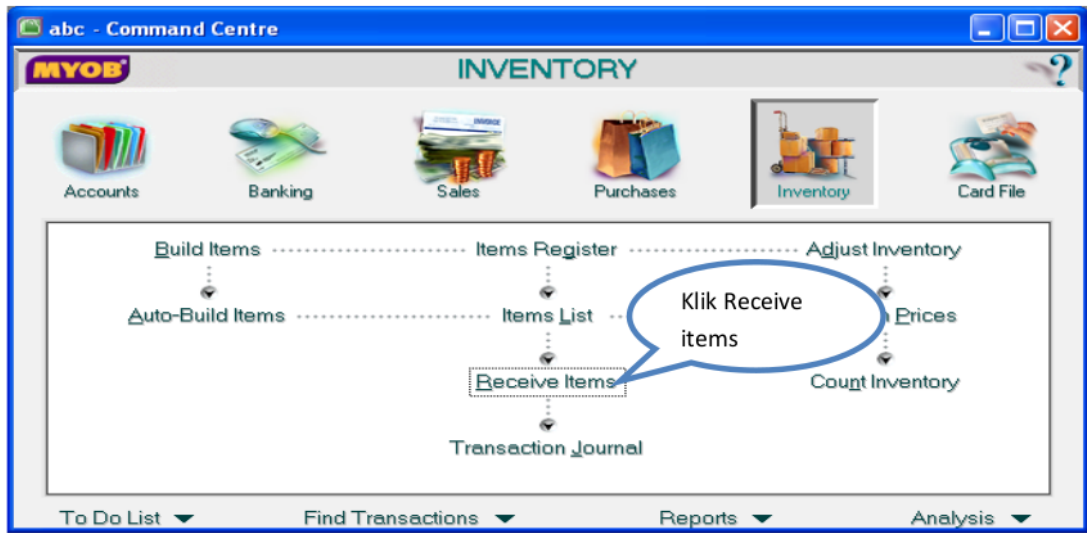 abc - Command Centre
MYOB
INVENTORY
?
INVOICE
Accounts
Banking
Sales
Purchases
Inventory
Card File
Build Items
Items Register
Adjust Inventory
Auto-Build Items
Items List
Prices
Klik Receive
items
Receive Items
Count Inventory
Transaction Journal
To Do List
Find Transactions
Reports
Analysis